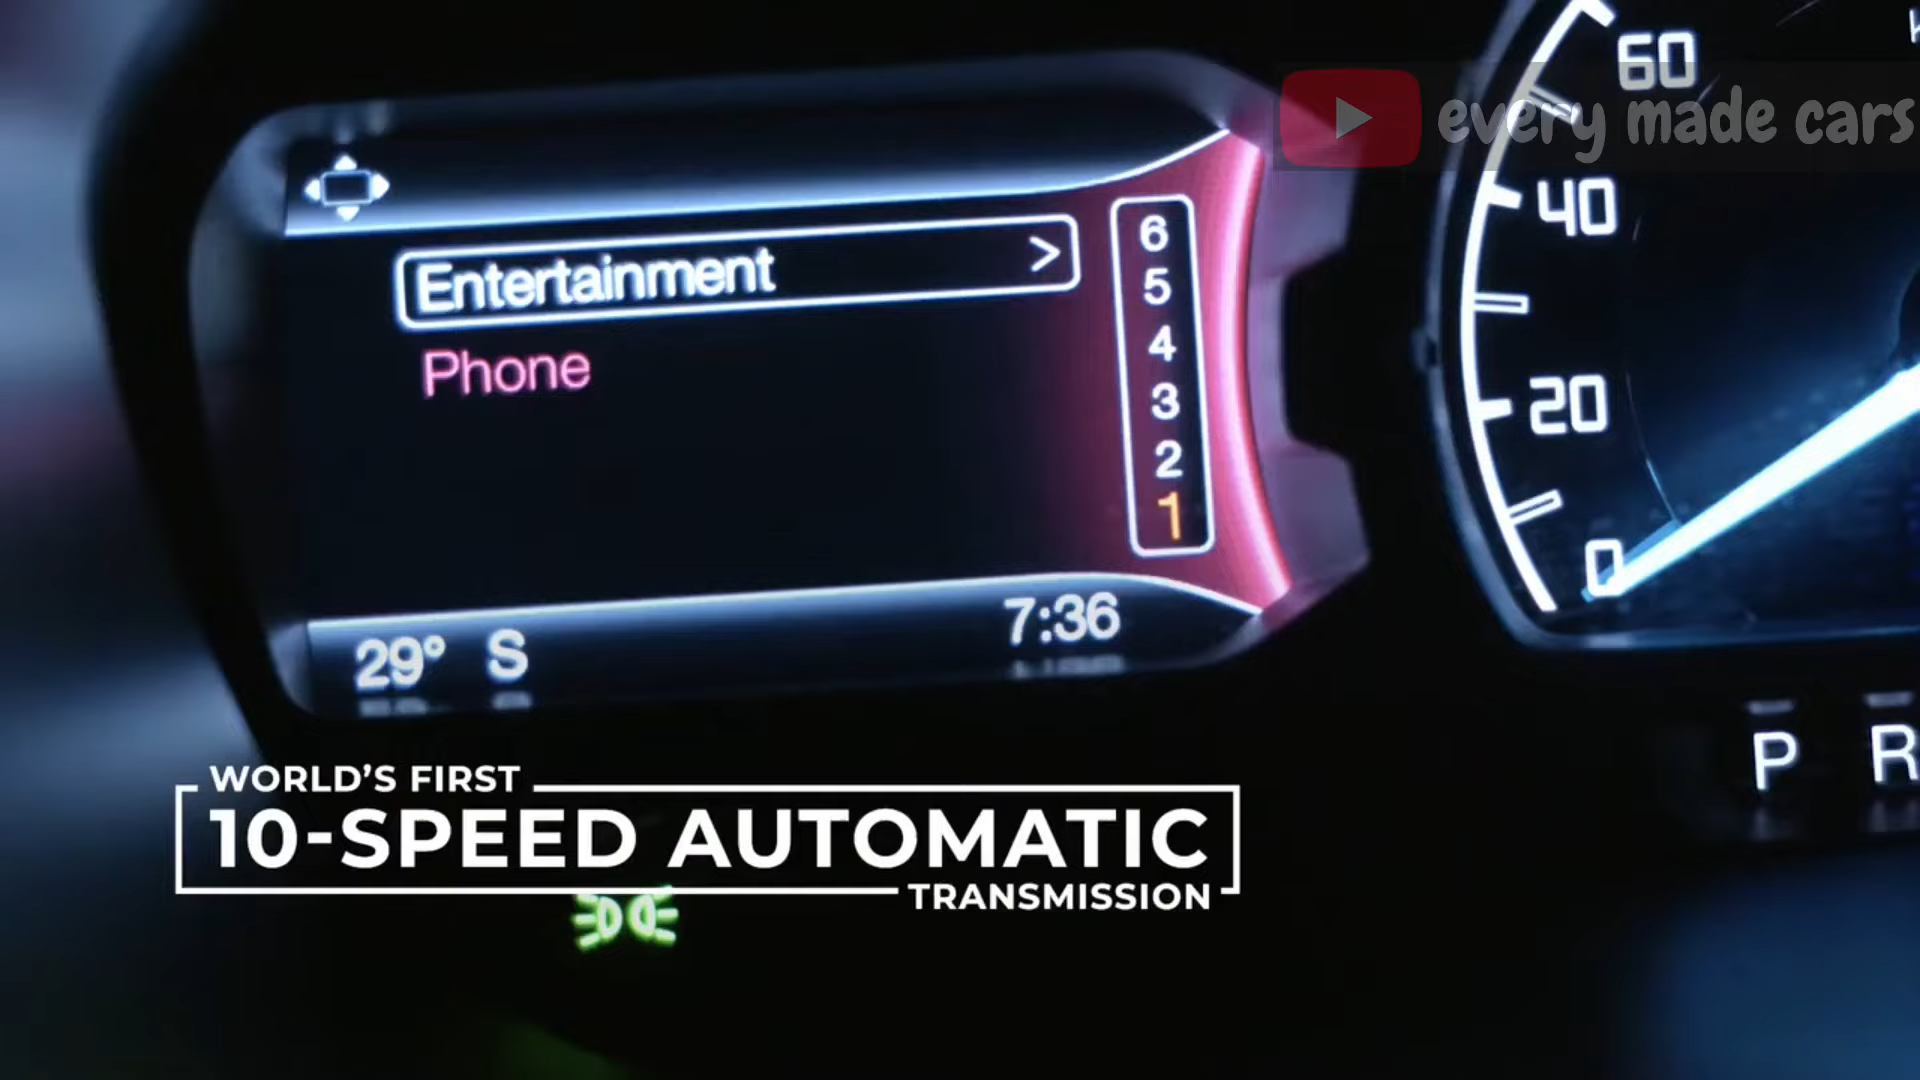 60
every made cars
40
Entertainment >
Phone
6
5
4
3
2
1
20
0
29° S
7:36
P R
WORLD'S FIRST
10-SPEED AUTOMATIC
TRANSMISSION